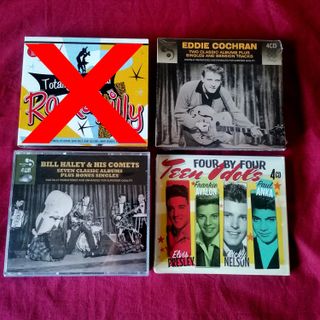 Rockabilly
EDDIE COCHRAN
4CD
TWO CLASSIC ALBUMS PLUS
SINGLES AND SESSION TRACKS
BILL HALEY & HIS COMETS
SEVEN CLASSIC ALBUMS
PLUS BONUS SINGLES
FOUR BY FOUR
Teen Idols
4CD
Elvis
PRESLEY
Frankie
AVALON
Ricky
NELSON
Paul
ANKA